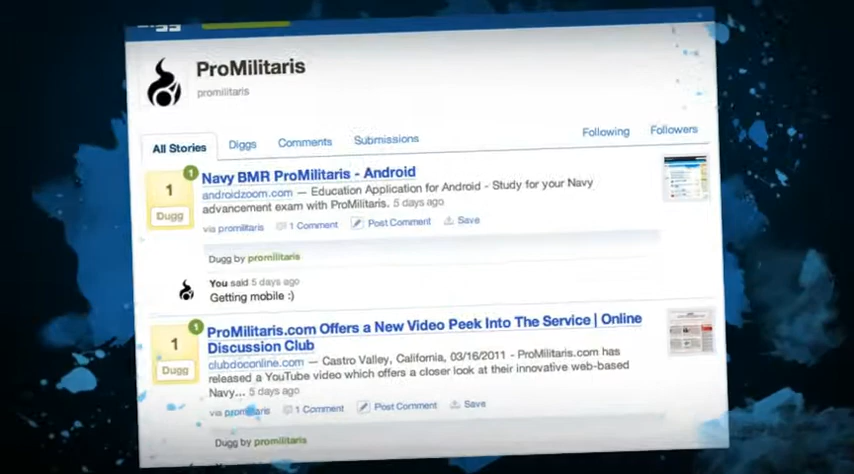 ProMilitaris
promilitaris
All Stories Diggs Comments Submissions Following Followers
1
1 Dugg
Navy BMR ProMilitaris - Android
androidzoom.com — Education Application for Android - Study for your Navy
advancement exam with ProMilitaris. 5 days ago
via promilitaris 1 Comment Post Comment Save
Dugg by promilitaris
You said 5 days ago
Getting mobile :)
1
1 Dugg
ProMilitaris.com Offers a New Video Peek Into The Service | Online
Discussion Club
clubdoconline.com — Castro Valley, California, 03/16/2011 - ProMilitaris.com has
released a YouTube video which offers a closer look at their innovative web-based
Navy... 5 days ago
via promilitaris 1 Comment Post Comment Save
Dugg by promilitaris